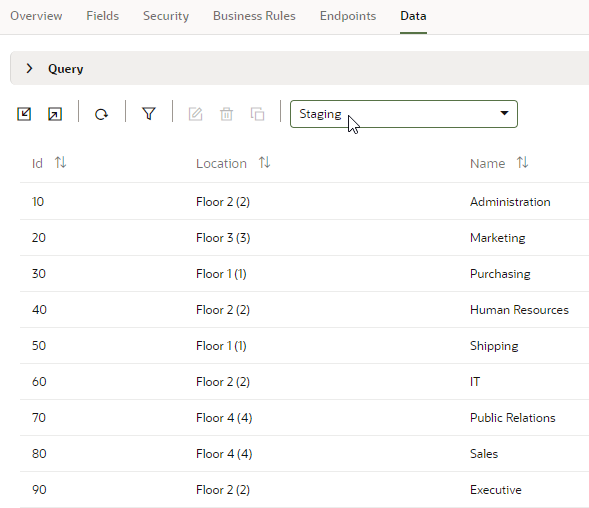 Overview Fields Security Business Rules Endpoints Data
Query
Staging
Id Location Name
10 Floor 2 (2) Administration
20 Floor 3 (3) Marketing
30 Floor 1 (1) Purchasing
40 Floor 2 (2) Human Resources
50 Floor 1 (1) Shipping
60 Floor 2 (2) IT
70 Floor 4 (4) Public Relations
80 Floor 4 (4) Sales
90 Floor 2 (2) Executive